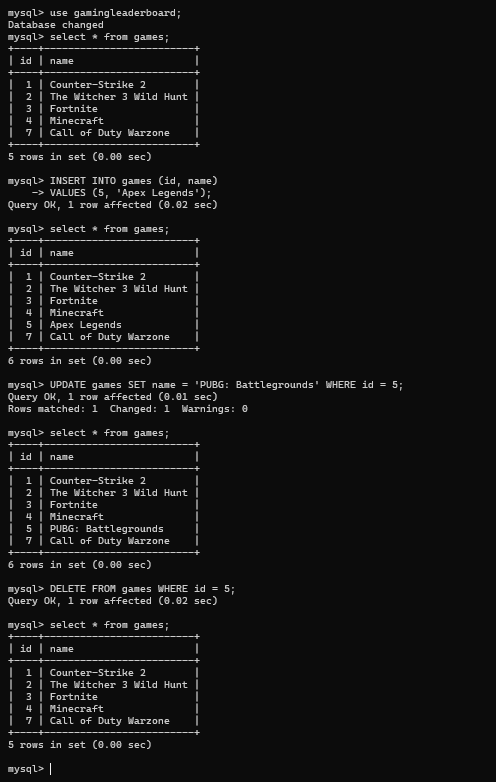 mysql> use gamingleaderboard;
Database changed
mysql> select * from games;
+----+--------------------------+
| id | name                     |
+----+--------------------------+
|  1 | Counter-Strike 2         |
|  2 | The Witcher 3 Wild Hunt |
|  3 | Fortnite                 |
|  4 | Minecraft                |
|  7 | Call of Duty Warzone    |
+----+--------------------------+
5 rows in set (0.00 sec)

mysql> INSERT INTO games (id, name)
    -> VALUES (5, 'Apex Legends');
Query OK, 1 row affected (0.02 sec)

mysql> select * from games;
+----+--------------------------+
| id | name                     |
+----+--------------------------+
|  1 | Counter-Strike 2         |
|  2 | The Witcher 3 Wild Hunt |
|  3 | Fortnite                 |
|  4 | Minecraft                |
|  5 | Apex Legends             |
|  7 | Call of Duty Warzone    |
+----+--------------------------+
6 rows in set (0.00 sec)

mysql> UPDATE games SET name = 'PUBG: Battlegrounds' WHERE id = 5;
Query OK, 1 row affected (0.01 sec)
Rows matched: 1  Changed: 1  Warnings: 0

mysql> select * from games;
+----+--------------------------+
| id | name                     |
+----+--------------------------+
|  1 | Counter-Strike 2         |
|  2 | The Witcher 3 Wild Hunt |
|  3 | Fortnite                 |
|  4 | Minecraft                |
|  5 | PUBG: Battlegrounds     |
|  7 | Call of Duty Warzone    |
+----+--------------------------+
6 rows in set (0.00 sec)

mysql> DELETE FROM games WHERE id = 5;
Query OK, 1 row affected (0.02 sec)

mysql> select * from games;
+----+--------------------------+
| id | name                     |
+----+--------------------------+
|  1 | Counter-Strike 2         |
|  2 | The Witcher 3 Wild Hunt |
|  3 | Fortnite                 |
|  4 | Minecraft                |
|  7 | Call of Duty Warzone    |
+----+--------------------------+
5 rows in set (0.00 sec)

mysql>